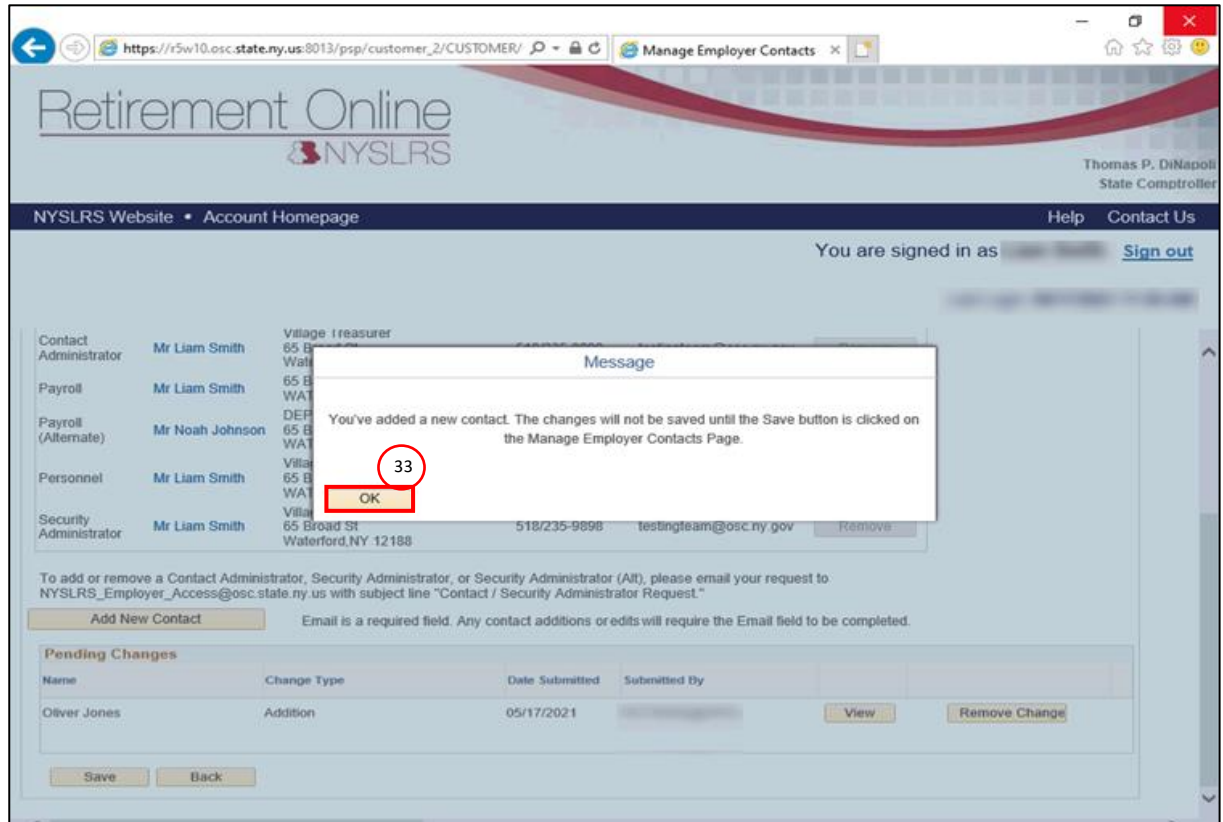 https://r5w10.osc.state.ny.us:8013/psp/customer_2/CUSTOMER/
Manage Employer Contacts
Retirement Online
NYSLRS
Thomas P. DiNapoli
State Comptroller
NYSLRS Website • Account Homepage
Help Contact Us
You are signed in as
Sign out
Contact Administrator
Mr Liam Smith
Village Treasurer
65
Payroll
Mr Liam Smith
65
Payroll (Alternate)
Mr Noah Johnson
65
Personnel
Mr Liam Smith
65
Security Administrator
Mr Liam Smith
65 Broad St
Waterford,NY 12188
518/235-9898
testingteam@osc.ny.gov
Remove
Message
You've added a new contact. The changes will not be saved until the Save button is clicked on
the Manage Employer Contacts Page.
33
OK
To add or remove a Contact Administrator, Security Administrator, or Security Administrator (Alt), please email your request to
NYSLRS_Employer_Access@osc.state.ny.us with subject line "Contact / Security Administrator Request."
Add New Contact
Email is a required field. Any contact additions or edits will require the Email field to be completed.
Pending Changes
Name Change Type Date Submitted Submitted By
Oliver Jones Addition 05/17/2021 View Remove Change
Save Back